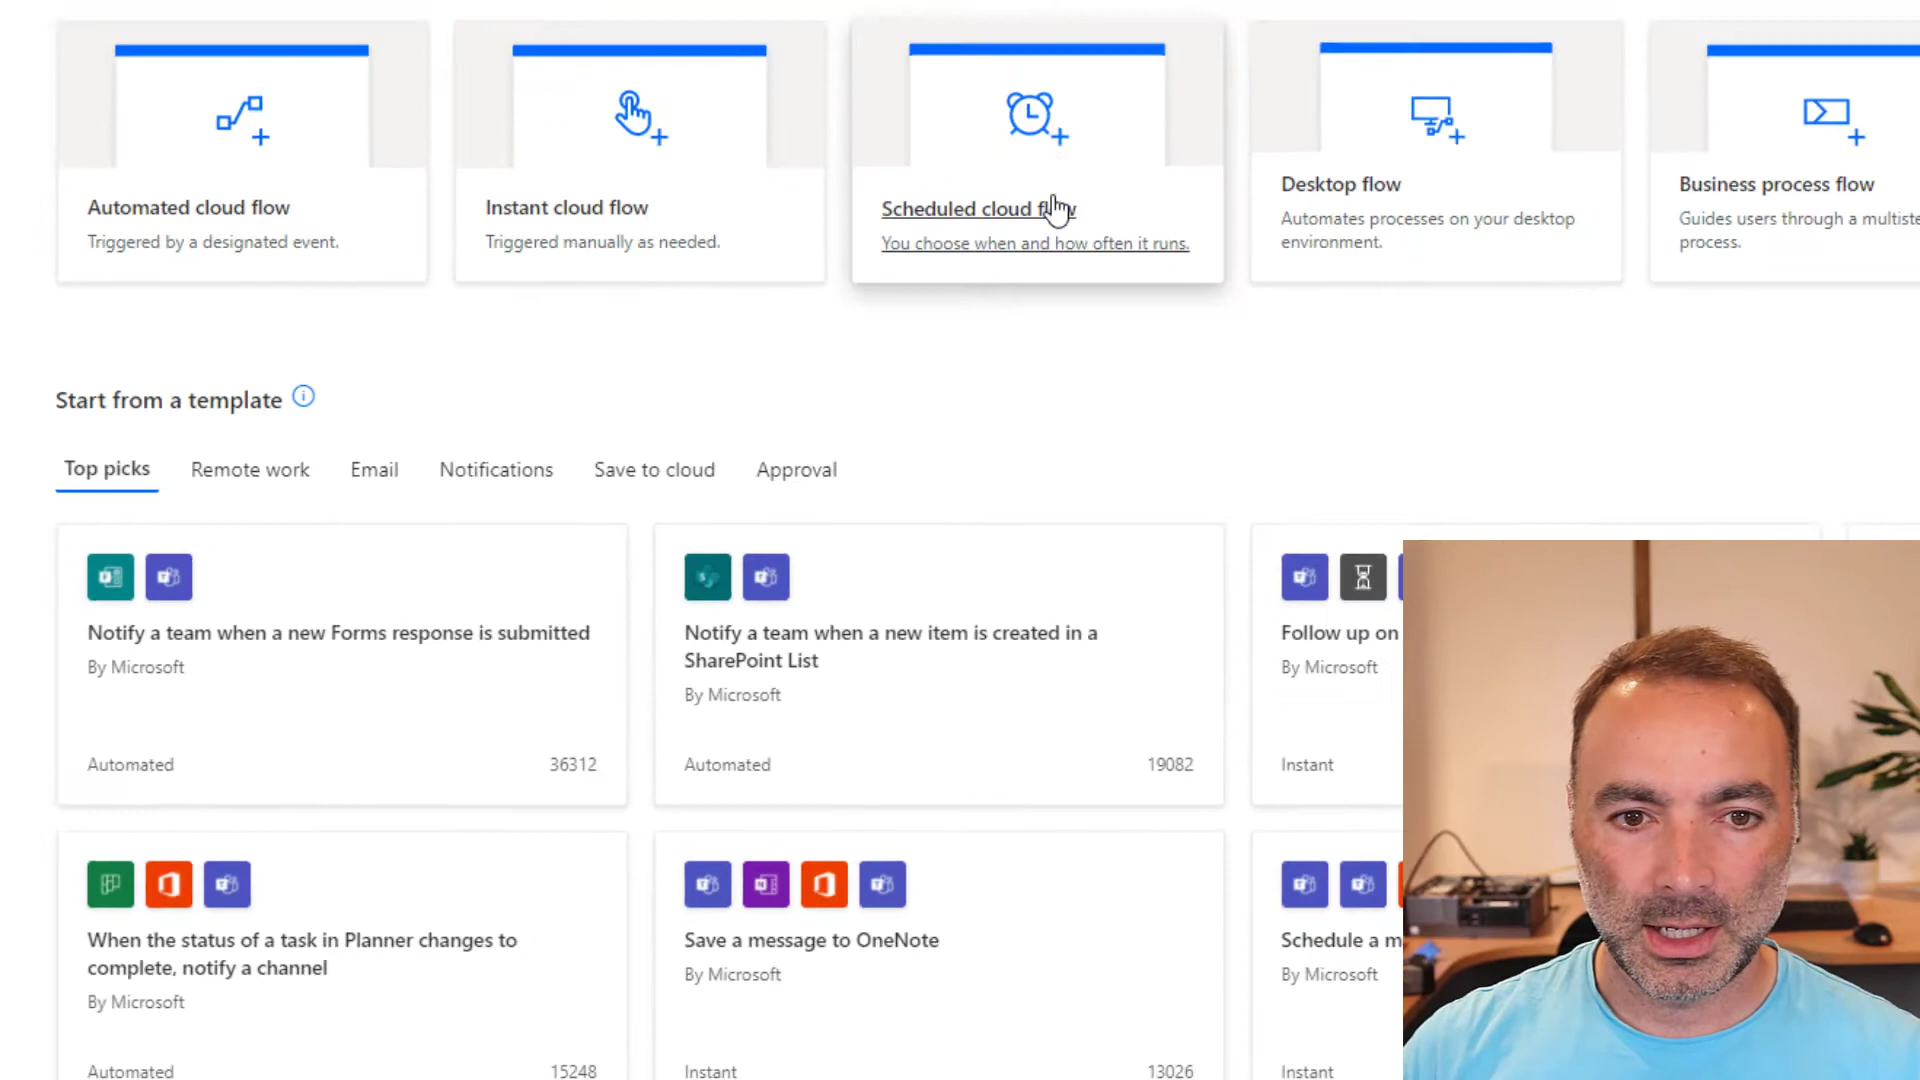 Automated cloud flow
Triggered by a designated event.
Instant cloud flow
Triggered manually as needed.
Scheduled cloud flow
You choose when and how often it runs.
Desktop flow
Automates processes on your desktop
environment.
Business process flow
Guides users through a multiste
process.
Start from a template
Top picks
Remote work
Email
Notifications
Save to cloud
Approval
Notify a team when a new Forms response is submitted
By Microsoft
Automated
36312
Notify a team when a new item is created in a
SharePoint List
By Microsoft
Automated
19082
Follow up on
By Microsoft
Instant
When the status of a task in Planner changes to
complete, notify a channel
By Microsoft
Automated
15248
Save a message to OneNote
By Microsoft
Instant
13026
Schedule a m
By Microsoft
Instant